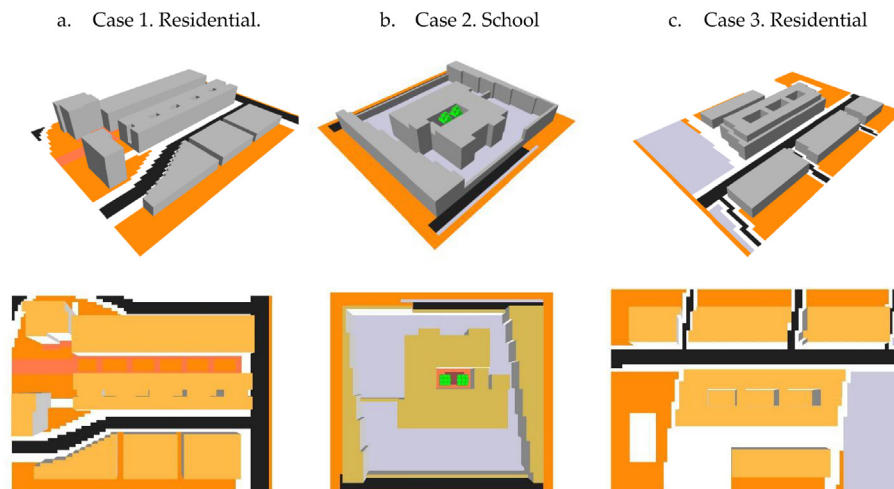 a. Case 1. Residential.
b. Case 2. School
c. Case 3. Residential